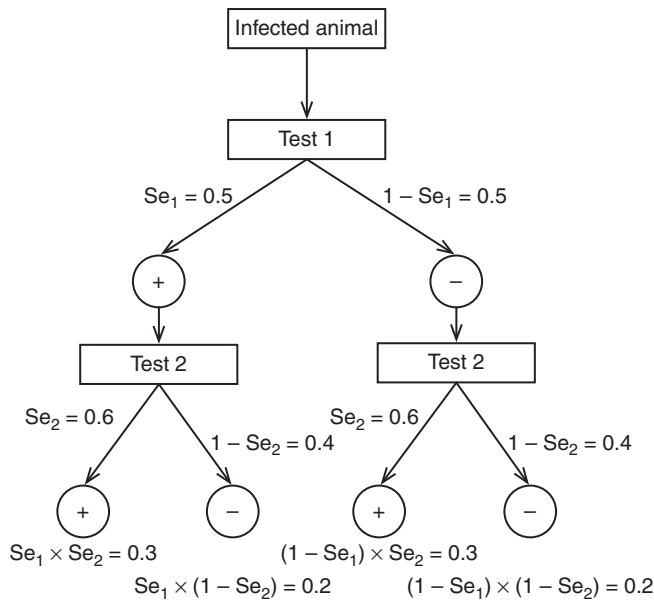 Infected animal
Test 1
Se₁ = 0.5
1 – Se₁ = 0.5
+
–
Test 2
Test 2
Se₂ = 0.6
1 – Se₂ = 0.4
Se₂ = 0.6
1 – Se₂ = 0.4
+
–
+
–
Se₁ × Se₂ = 0.3
(1 – Se₁) × Se₂ = 0.3
Se₁ × (1 – Se₂) = 0.2
(1 – Se₁) × (1 – Se₂) = 0.2